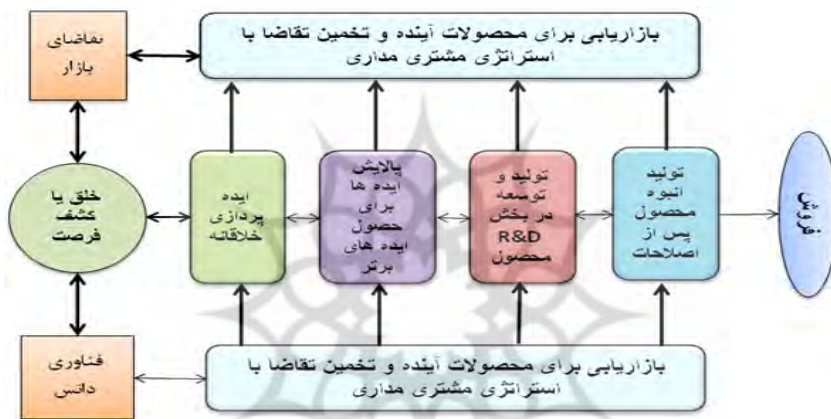 تقاضای
بازار
بازاریابی برای محصولات آینده و تخمین تقاضا با
استراتژی مشتری مداری
خلق یا
کشف
فرصت
ایده
پردازی
خلاقانه
پالایش
ایده ها
برای
حصول
ایده های
برتر
تولید و
توسعه
در بخش
R&D
محصول
تولید
انبوه
محصول
پس از
اصلاحات
فروش
فناوری
دانش
بازاریابی برای محصولات آینده و تخمین تقاضا با
استراتژی مشتری مداری